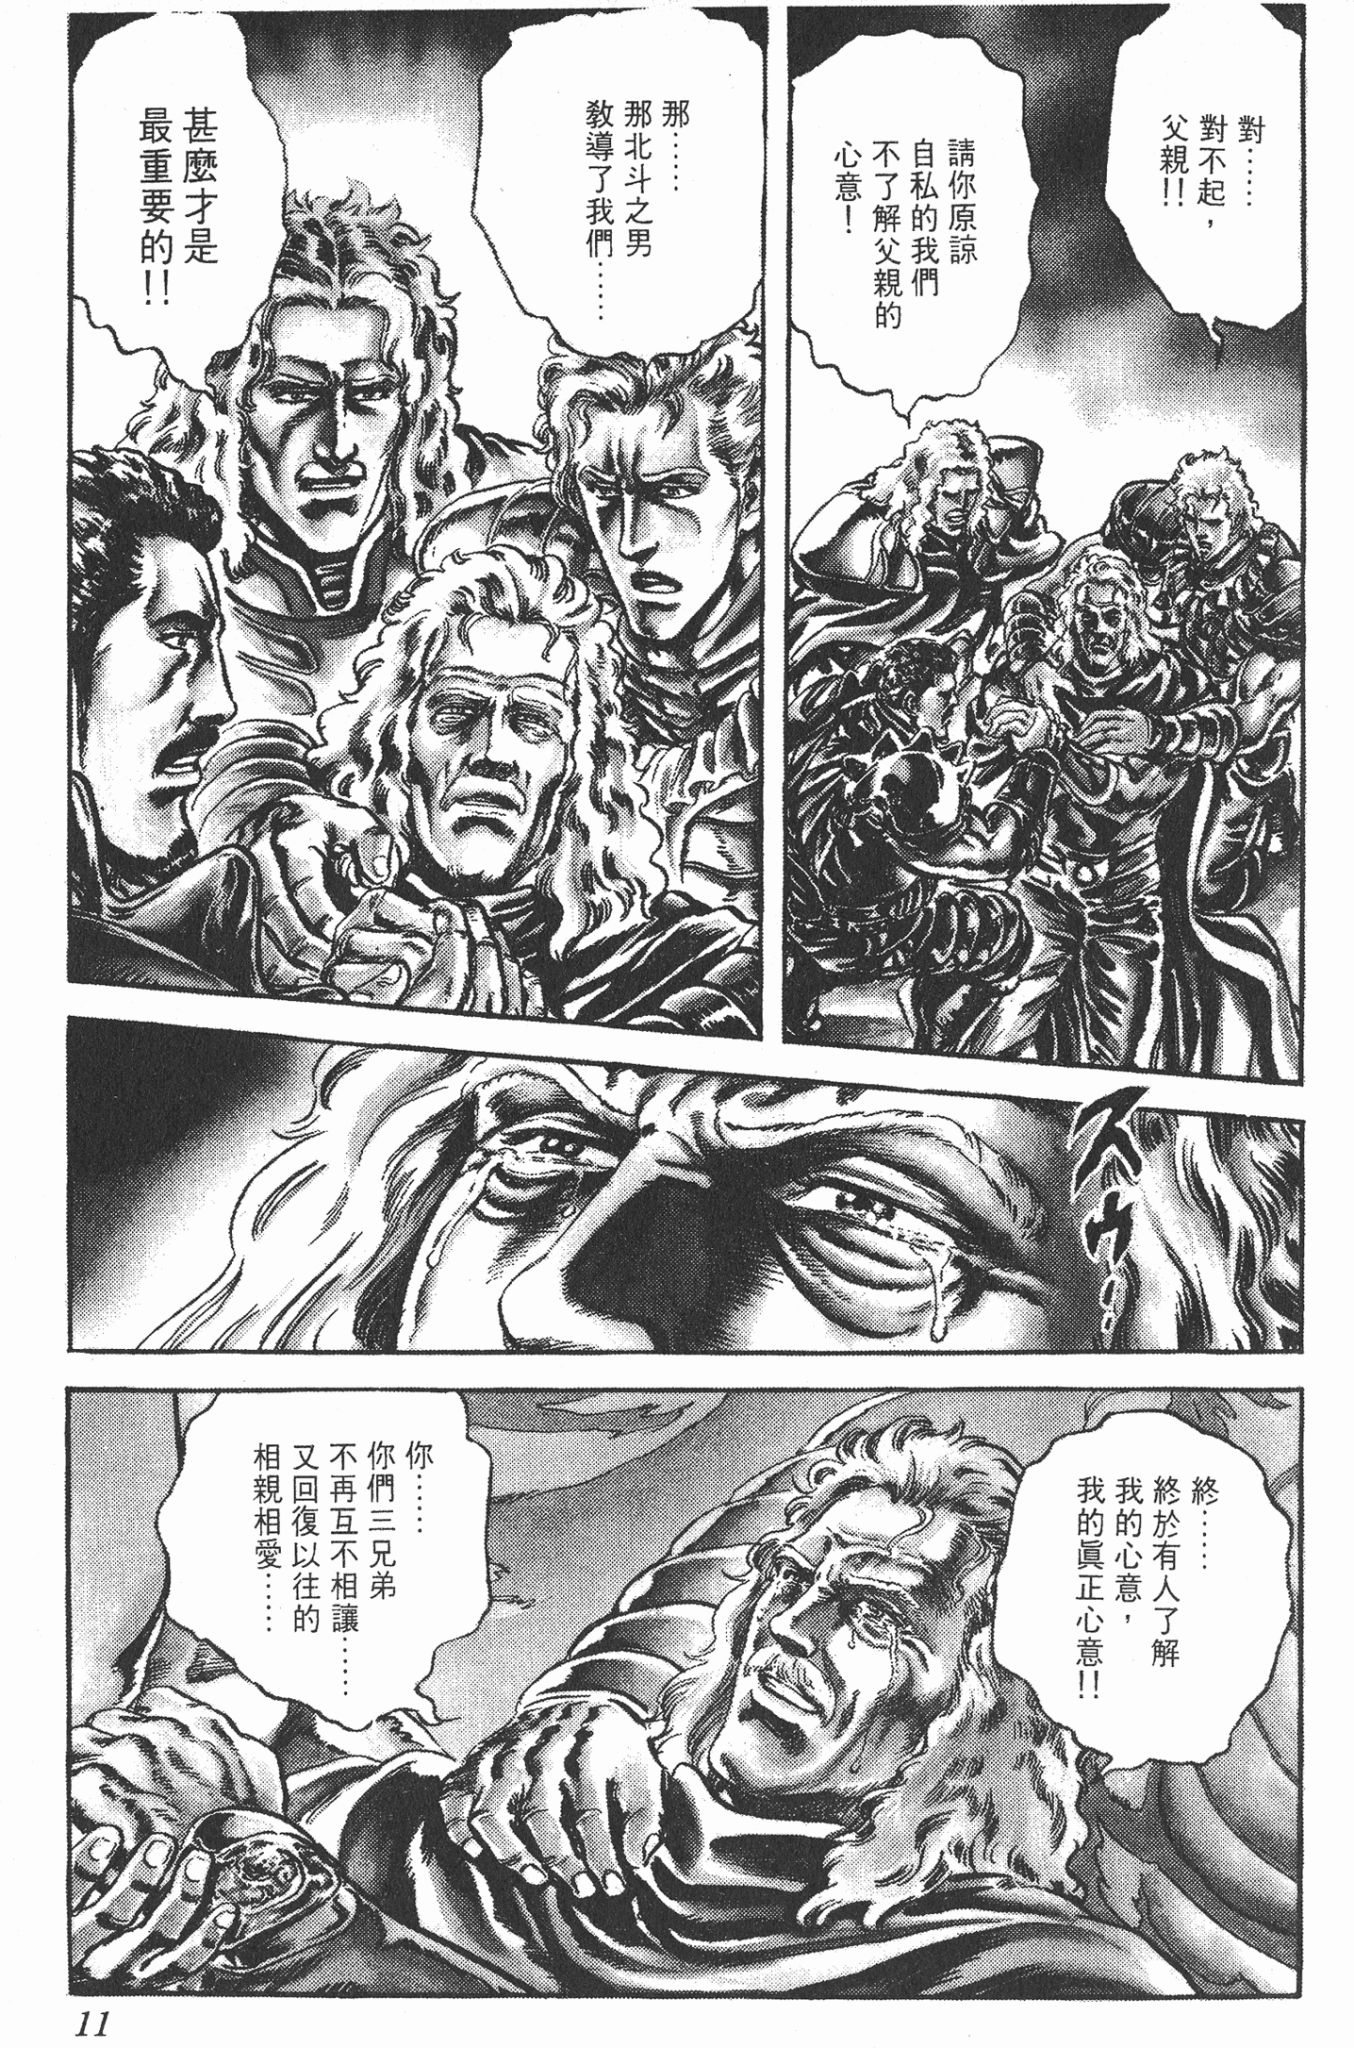 對……
對不起，
父親!!
請你原諒
自私的我們
不了解父親的
心意！
那……
那北斗之男
教導了我們……
甚麼才是
最重要的!!
スゥ…
終……
終於有人了解
我的心意，
我的眞正心意!!
你……
你們三兄弟
不再互不相讓……
又回復以往的
相親相愛……
11